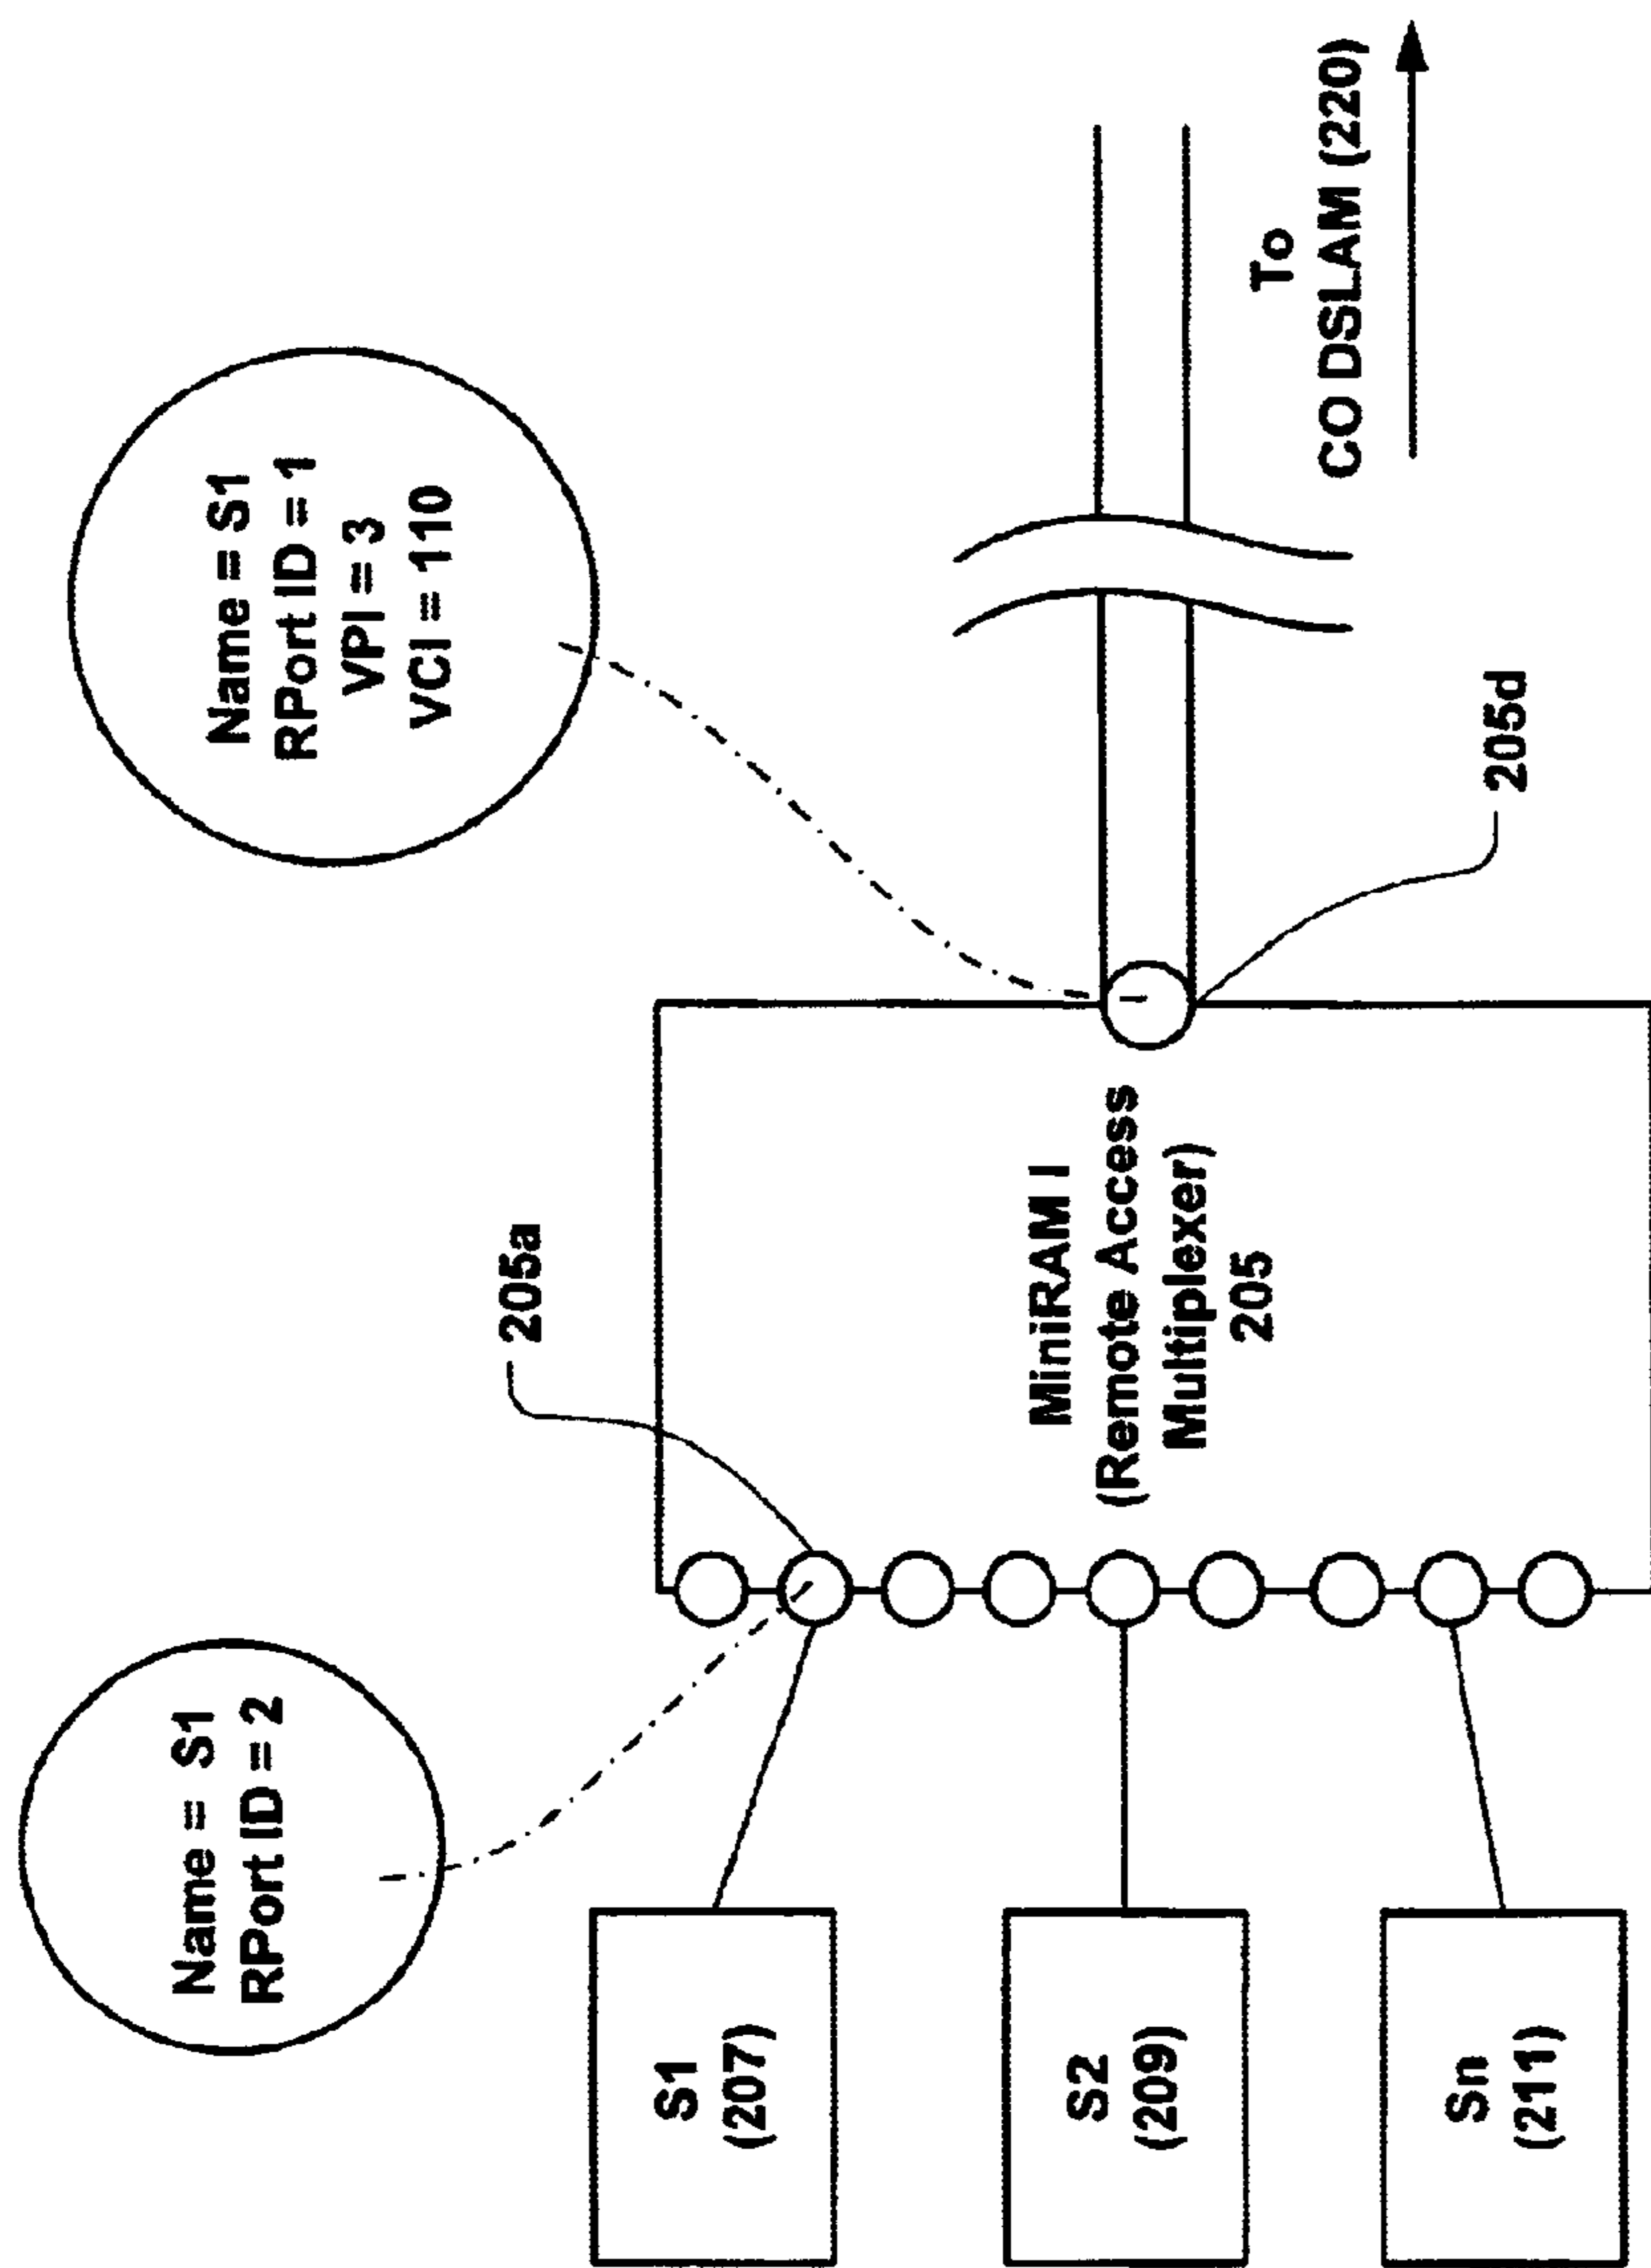 Name = S1
RPort ID = 2
Name = S1
RPort ID = 1
VPI = 3
VCI = 110
205a
S1
(207)
S2
(209)
Sn
(211)
MiniRAM I
(Remote Access
Multiplexer)
205
205d
To
CO DSLAM (220)